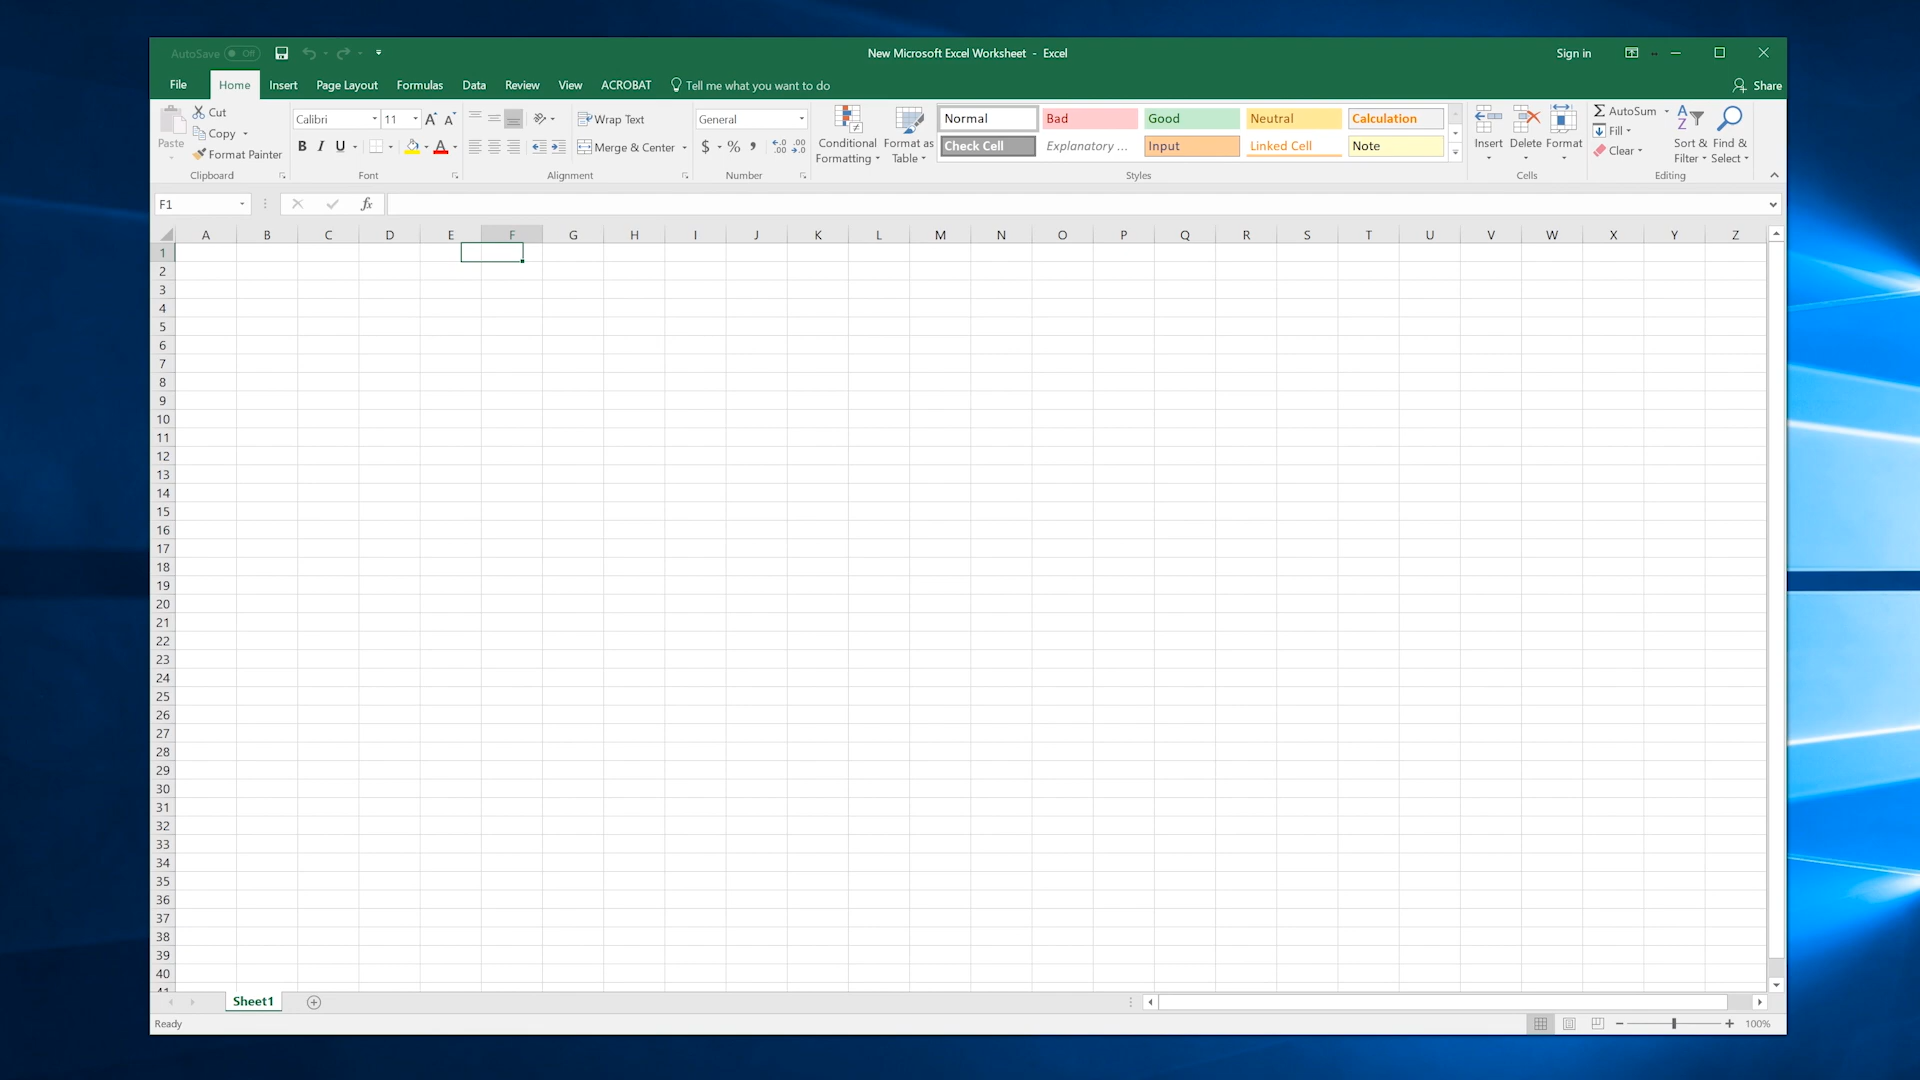 AutoSave Off
New Microsoft Excel Worksheet - Excel
Sign in
File Home Insert Page Layout Formulas Data Review View ACROBAT Tell me what you want to do
Share
Paste
Cut
Copy
Format Painter
Clipboard
Calibri 11
B I U
Font
Wrap Text
Merge & Center
Alignment
General
$ % ,
Number
Conditional
Formatting
Format as
Table
Normal Bad Good Neutral Calculation
Check Cell Explanatory ... Input Linked Cell Note
Styles
Insert Delete Format
Cells
AutoSum
Fill
Clear
Sort &
Filter
Find &
Select
Editing
F1 fx
A B C D E F G H I J K L M N O P Q R S T U V W X Y Z
1
2
3
4
5
6
7
8
9
10
11
12
13
14
15
16
17
18
19
20
21
22
23
24
25
26
27
28
29
30
31
32
33
34
35
36
37
38
39
40
41
Sheet1
Ready
100%